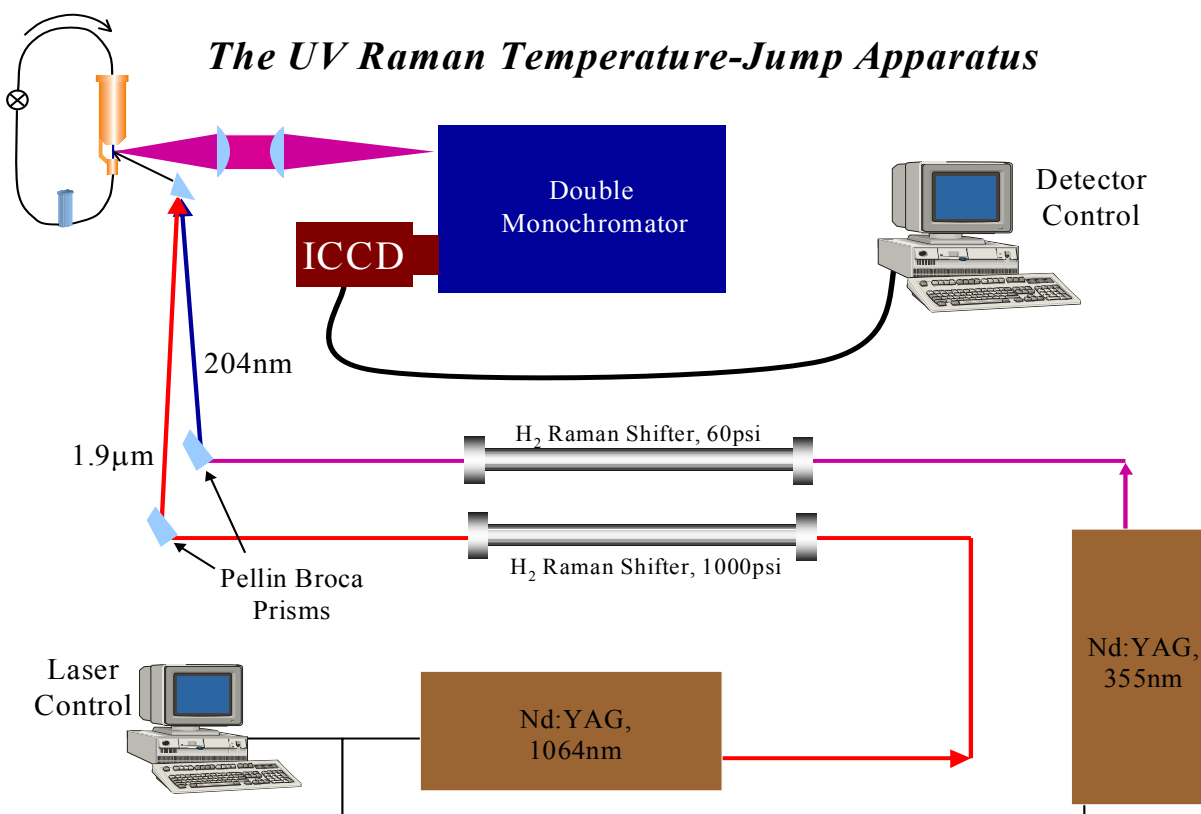 The UV Raman Temperature-Jump Apparatus
Double
Monochromator
Detector
Control
ICCD
204nm
1.9μm
H₂ Raman Shifter, 60psi
H₂ Raman Shifter, 1000psi
Pellin Broca
Prisms
Nd:YAG,
355nm
Laser
Control
Nd:YAG,
1064nm